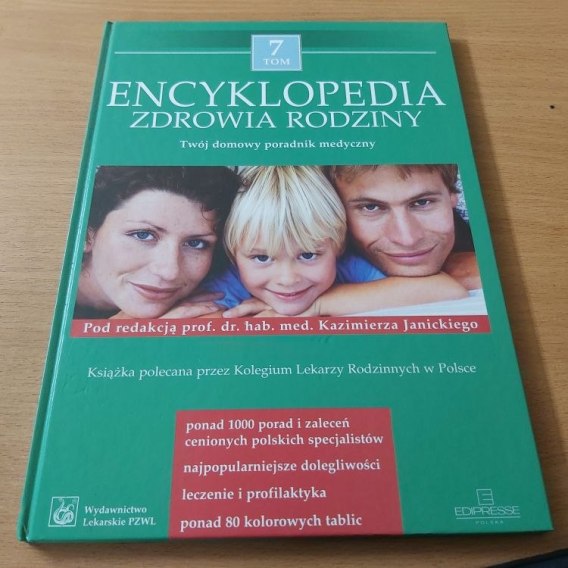 7
TOM
ENCYKLOPEDIA
ZDROWIA RODZINY
Twój domowy poradnik medyczny
Pod redakcją prof. dr. hab. med. Kazimierza Janickiego
Książka polecana przez Kolegium Lekarzy Rodzinnych w Polsce
ponad 1000 porad i zaleceń
cenionych polskich specjalistów
najpopularniejsze dolegliwości
leczenie i profilaktyka
ponad 80 kolorowych tablic
Wydawnictwo
Lekarskie PZWL
E
EDIPRESSE
POLSKA